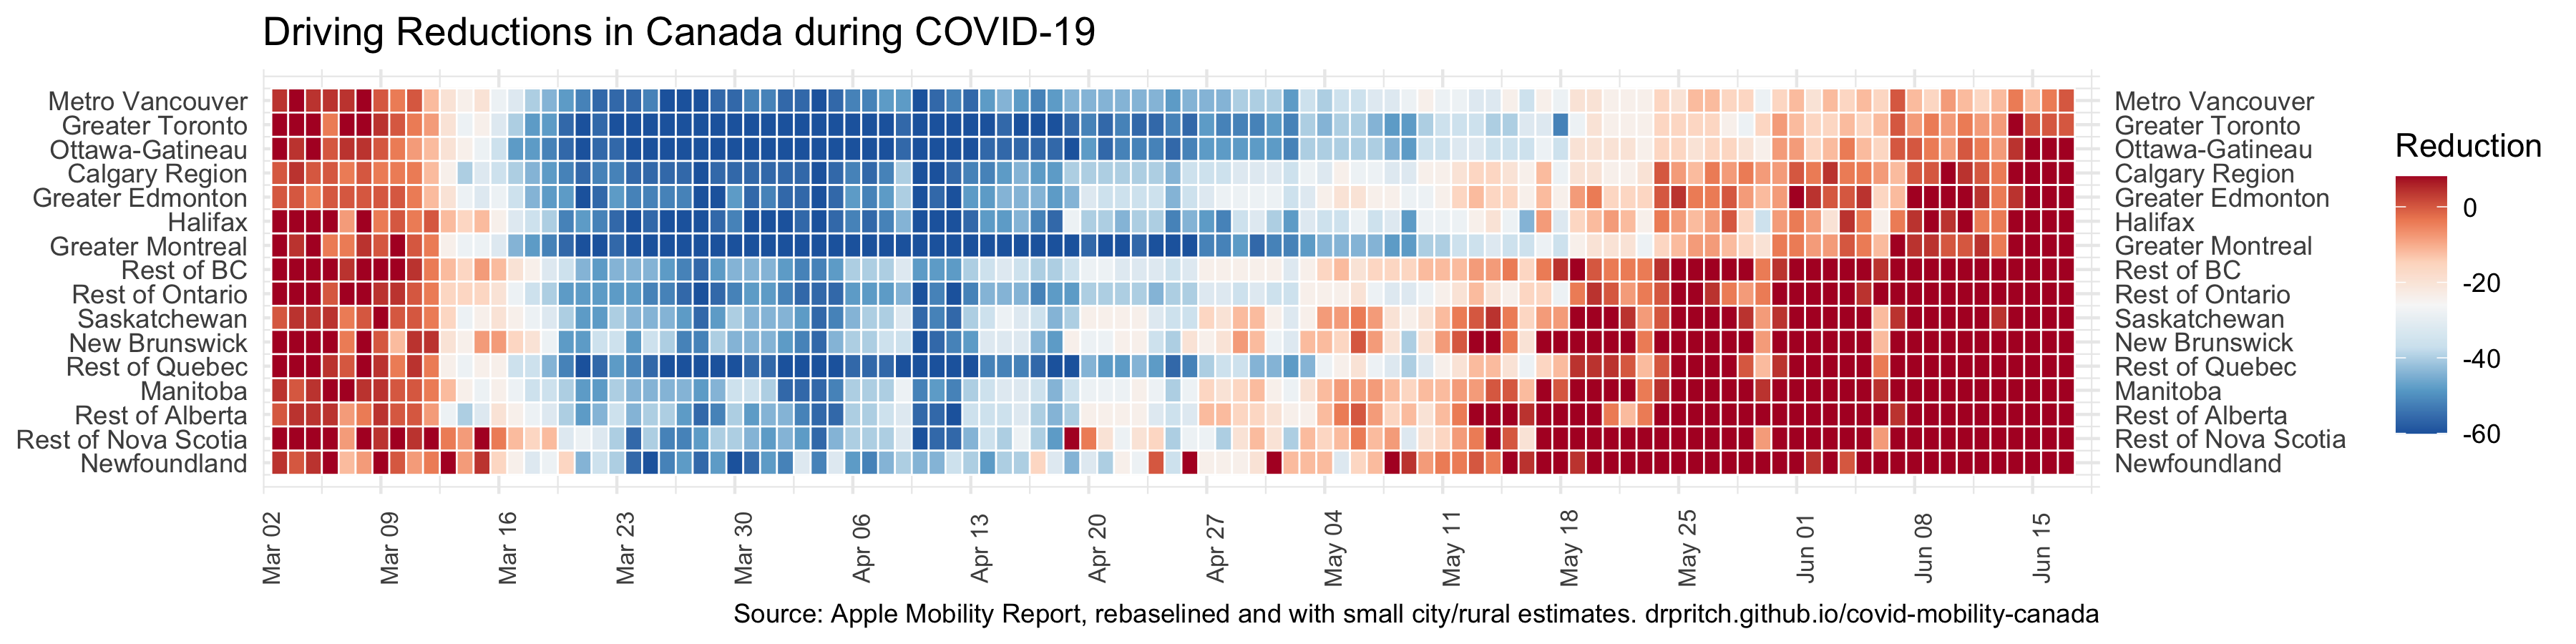 Driving Reductions in Canada during COVID-19
Metro Vancouver
Greater Toronto
Ottawa-Gatineau
Calgary Region
Greater Edmonton
Halifax
Greater Montreal
Rest of BC
Rest of Ontario
Saskatchewan
New Brunswick
Rest of Quebec
Manitoba
Rest of Alberta
Rest of Nova Scotia
Newfoundland
Metro Vancouver
Greater Toronto
Ottawa-Gatineau
Calgary Region
Greater Edmonton
Halifax
Greater Montreal
Rest of BC
Rest of Ontario
Saskatchewan
New Brunswick
Rest of Quebec
Manitoba
Rest of Alberta
Rest of Nova Scotia
Newfoundland
Reduction
0
-20
-40
-60
Mar 02
Mar 09
Mar 16
Mar 23
Mar 30
Apr 06
Apr 13
Apr 20
Apr 27
May 04
May 11
May 18
May 25
Jun 01
Jun 08
Jun 15
Source: Apple Mobility Report, rebaselined and with small city/rural estimates. drpritch.github.io/covid-mobility-canada